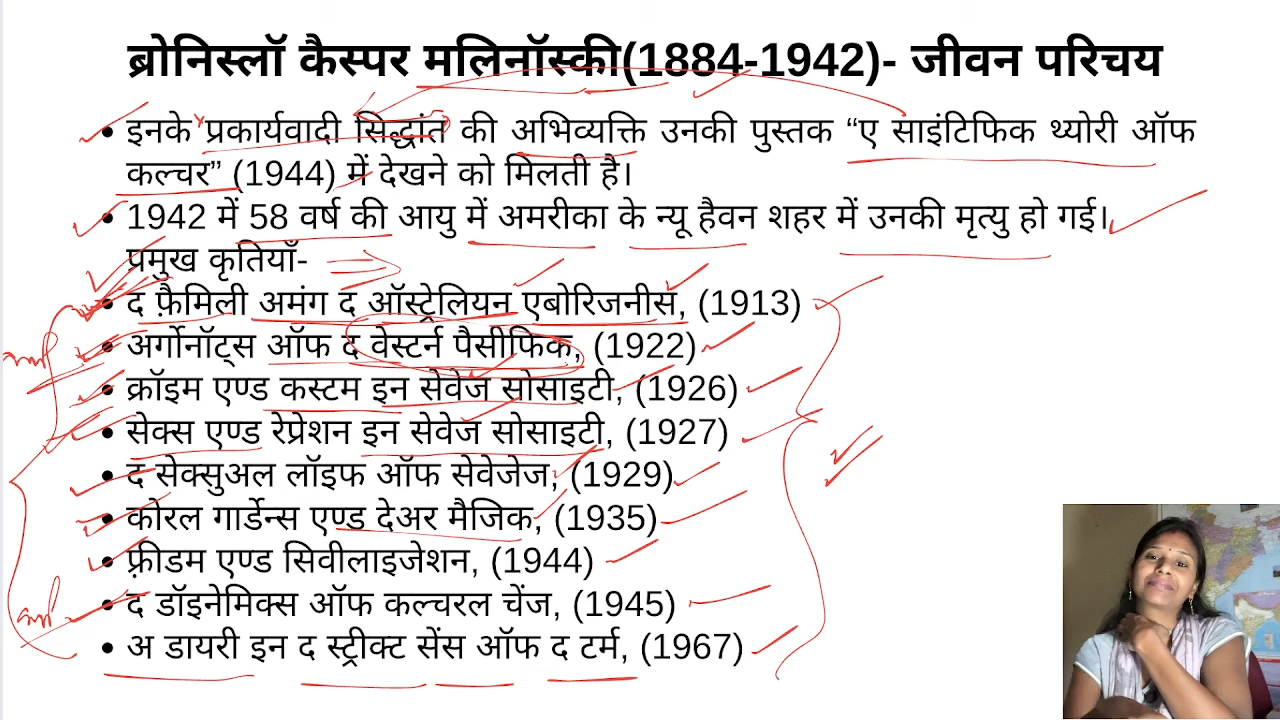 ब्रोनिस्लॉ कैस्पर मलिनॉस्की(1884-1942)- जीवन परिचय
• इनके प्रकार्यवादी सिद्धांत की अभिव्यक्ति उनकी पुस्तक “ए साइंटिफिक थ्योरी ऑफ
कल्चर” (1944) में देखने को मिलती है।
• 1942 में 58 वर्ष की आयु में अमरीका के न्यू हैवन शहर में उनकी मृत्यु हो गई।
प्रमुख कृतियाँ-
• द फ़ैमिली अमंग द ऑस्ट्रेलियन एबोरिजनीस, (1913)
• अर्गोनॉट्स ऑफ द वेस्टर्न पैसीफिक, (1922)
• क्रॉइम एण्ड कस्टम इन सेवेज सोसाइटी, (1926)
• सेक्स एण्ड रेप्रेशन इन सेवेज सोसाइटी, (1927)
• द सेक्सुअल लॉइफ ऑफ सेवेजेज, (1929)
• कोरल गार्डेन्स एण्ड देअर मैजिक, (1935)
• फ़्रीडम एण्ड सिवीलाइजेशन, (1944)
• द डॉइनेमिक्स ऑफ कल्चरल चेंज, (1945)
• अ डायरी इन द स्ट्रीक्ट सेंस ऑफ द टर्म, (1967)